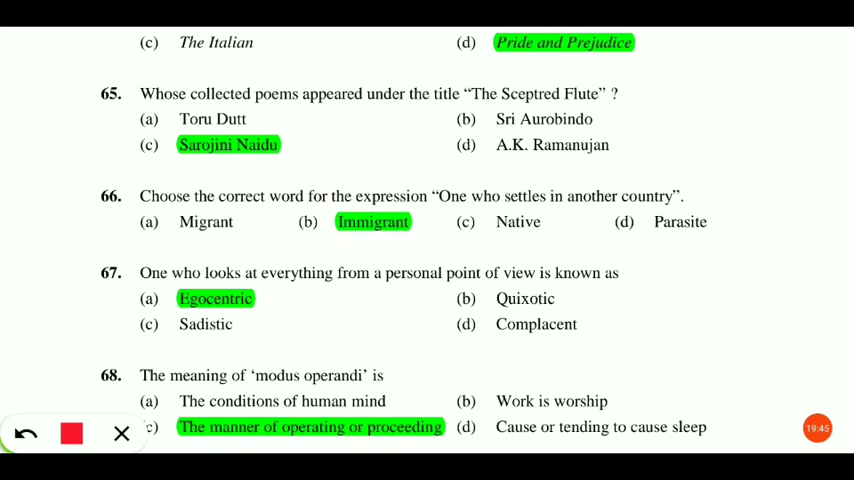 (c) The Italian (d) Pride and Prejudice
65. Whose collected poems appeared under the title “The Sceptred Flute” ?
(a) Toru Dutt (b) Sri Aurobindo
(c) Sarojini Naidu (d) A.K. Ramanujan
66. Choose the correct word for the expression “One who settles in another country”.
(a) Migrant (b) Immigrant (c) Native (d) Parasite
67. One who looks at everything from a personal point of view is known as
(a) Egocentric (b) Quixotic
(c) Sadistic (d) Complacent
68. The meaning of ‘modus operandi’ is
(a) The conditions of human mind (b) Work is worship
c) The manner of operating or proceeding (d) Cause or tending to cause sleep
19:45